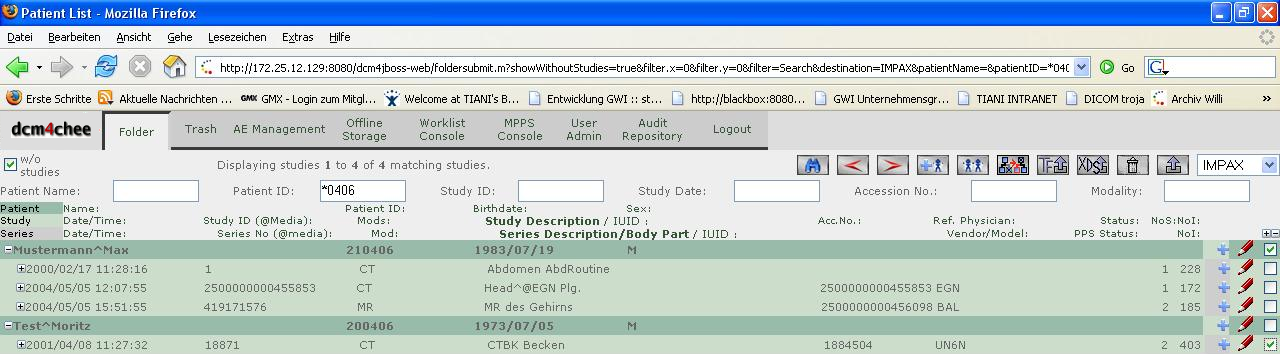 Patient List - Mozilla Firefox
Datei Bearbeiten Ansicht Gehe Lesezeichen Extras Hilfe
http://172.25.12.129:8080/dcm4jboss-web/foldersubmit.m?showWithoutStudies=true&filter.x=0&filter.y=0&filter=Search&destination=IMPAX&patientName=&patientID=*040 Go G
Erste Schritte Aktuelle Nachrichten ... GMX GMX - Login zum Mitgl... Welcome at TIANI's B... Entwicklung GWI :: st... http://blackbox:8080... GWI Unternehmensgr... TIANI INTRANET DICOM troja Archiv Willi »
dcm4chee Folder Trash AE Management Offline Storage Worklist Console MPPS Console User Admin Audit Repository Logout
w/o studies Displaying studies 1 to 4 of 4 matching studies. TF XDS IMPAX
Patient Name: Patient ID: *0406 Study ID: Study Date: Accession No.: Modality:
Patient Name: Patient ID: Birthdate: Sex:
Study Date/Time: Study ID (@Media): Mods: Study Description / IUID : Acc.No.: Ref. Physician: Status: NoS: NoI:
Series Date/Time: Series No (@media): Mod: Series Description/Body Part / IUID : Vendor/Model: PPS Status: NoI:
Mustermann^Max 210406 1983/07/19 M
2000/02/17 11:28:16 1 CT Abdomen AbdRoutine 1 228
2004/05/05 12:07:55 2500000000455853 CT Head^@EGN Plg. 2500000000455853 EGN 1 172
2004/05/05 15:51:55 419171576 MR MR des Gehirns 2500000000456098 BAL 2 185
Test^Moritz 200406 1973/07/05 M
2001/04/08 11:27:32 18871 CT CTBK Becken 1884504 UN6N 2 403